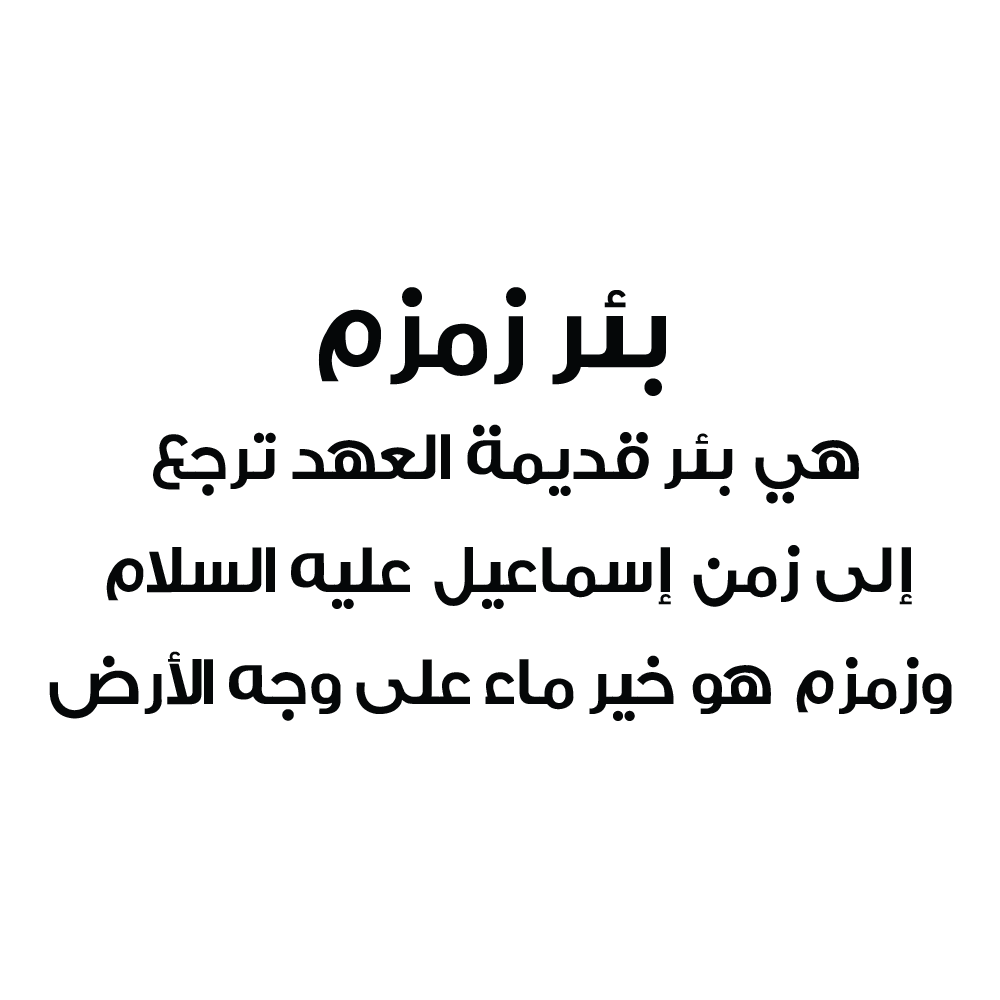 بئر زمزم
هي بئر قديمة العهد ترجع
إلى زمن إسماعيل عليه السلام
وزمزم هو خير ماء على وجه الأرض